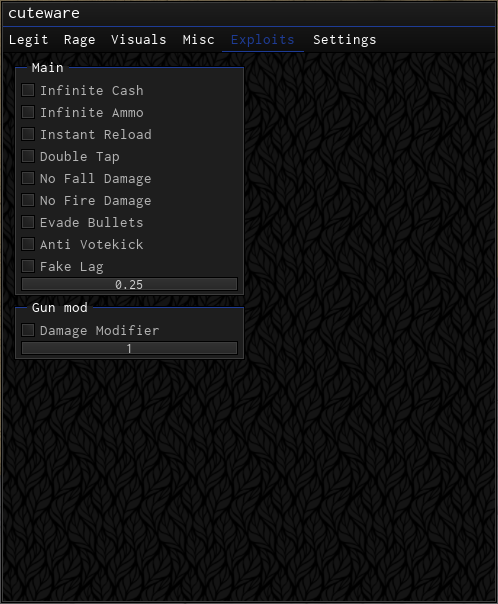 cuteware
Legit Rage Visuals Misc Exploits Settings
Main
Infinite Cash
Infinite Ammo
Instant Reload
Double Tap
No Fall Damage
No Fire Damage
Evade Bullets
Anti Votekick
Fake Lag
0.25
Gun mod
Damage Modifier
1